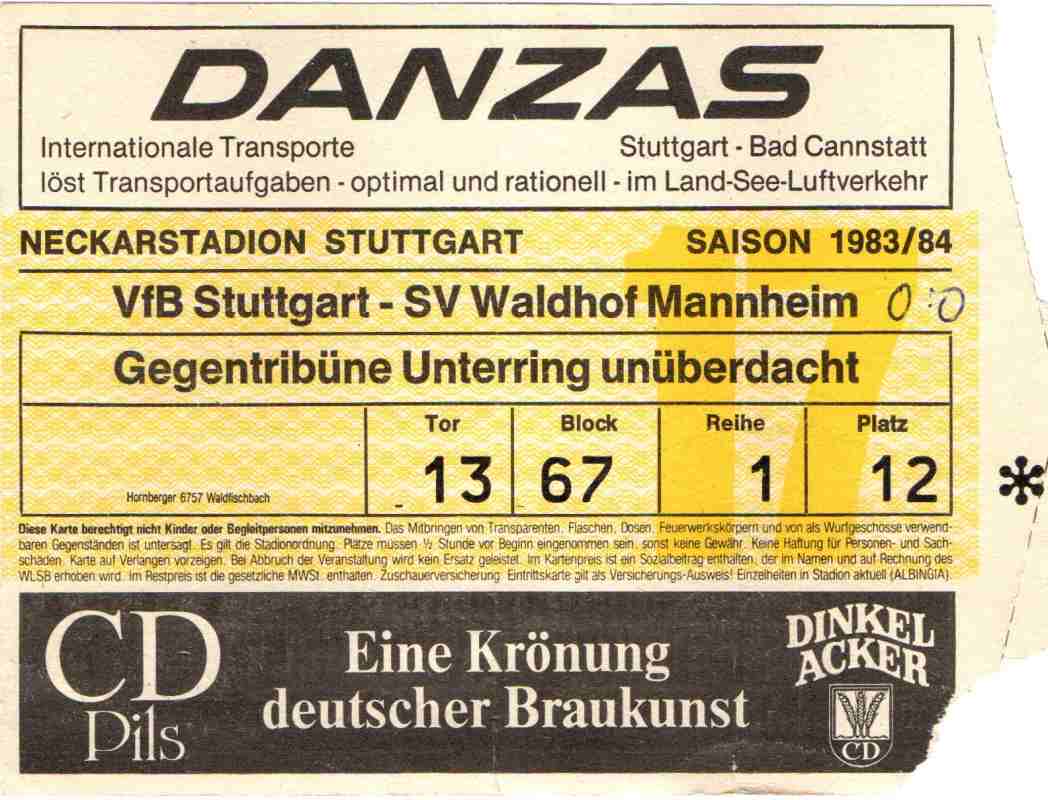 DANZAS
Internationale Transporte Stuttgart - Bad Cannstatt
löst Transportaufgaben - optimal und rationell - im Land-See-Luftverkehr
NECKARSTADION STUTTGART SAISON 1983/84
17
VfB Stuttgart - SV Waldhof Mannheim 0:0
Gegentribüne Unterring unüberdacht
Tor Block Reihe Platz
Hornberger 6757 Waldfischbach
13 67 1 12 *
Diese Karte berechtigt nicht Kinder oder Begleitpersonen mitzunehmen. Das Mitbringen von Transparenten, Flaschen, Dosen, Feuerwerkskörpern und von als Wurfgeschosse verwend-
baren Gegenständen ist untersagt. Es gilt die Stadionordnung. Plätze müssen ½ Stunde vor Beginn eingenommen sein, sonst keine Gewähr. Keine Haftung für Personen- und Sach-
schäden. Karte auf Verlangen vorzeigen. Bei Abbruch der Veranstaltung wird kein Ersatz geleistet. Im Kartenpreis ist ein Sozialbeitrag enthalten, der im Namen und auf Rechnung des
WLSB erhoben wird. Im Restpreis ist die gesetzliche MWSt. enthalten. Zuschauerversicherung: Eintrittskarte gilt als Versicherungs-Ausweis! Einzelheiten in Stadion aktuell (ALBINGIA)
CD
Pils
Eine Krönung
deutscher Braukunst
DINKEL
ACKER
CD